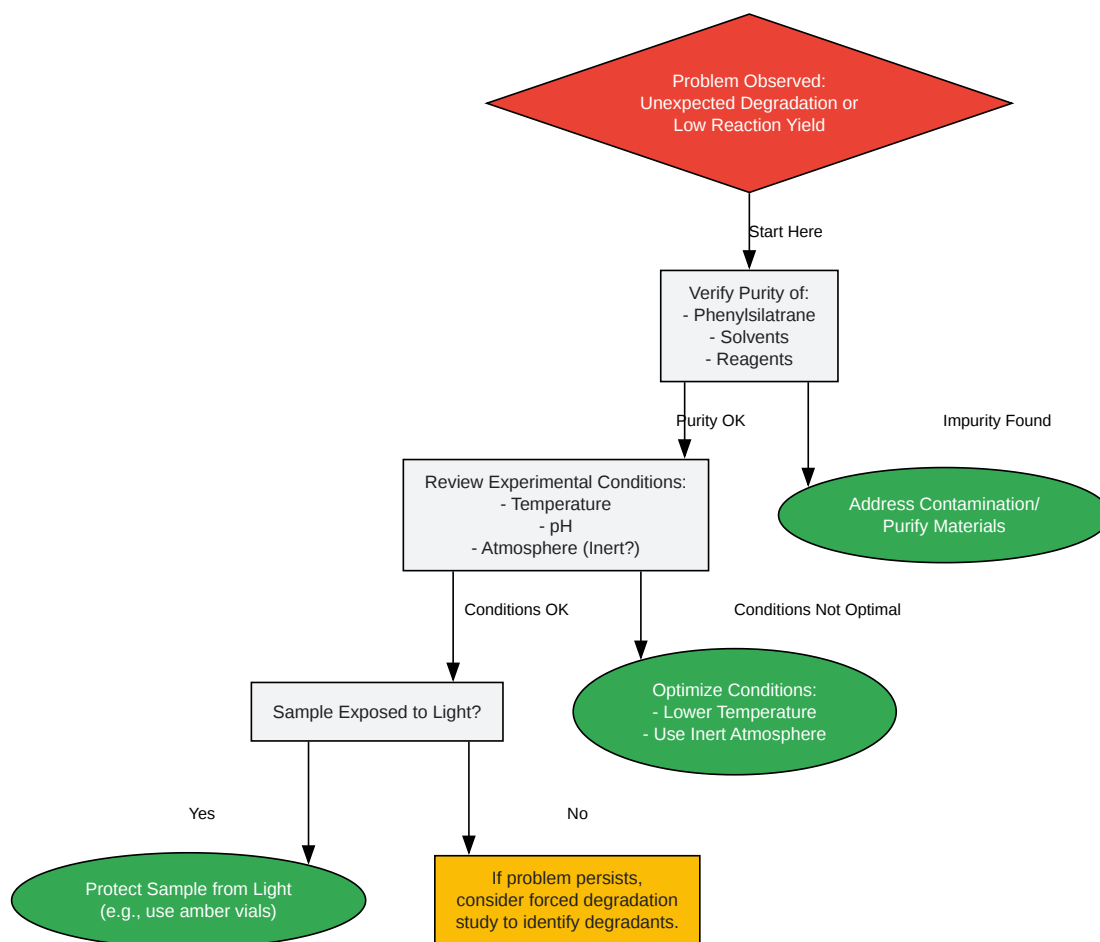 Problem Observed:
Unexpected Degradation or
Low Reaction Yield
Start Here
Verify Purity of:
- Phenylsilatrane
- Solvents
- Reagents
Purity OK
Impurity Found
Review Experimental Conditions:
- Temperature
- pH
- Atmosphere (Inert?)
Address Contamination/
Purify Materials
Conditions OK
Conditions Not Optimal
Sample Exposed to Light?
Optimize Conditions:
- Lower Temperature
- Use Inert Atmosphere
Yes
No
Protect Sample from Light
(e.g., use amber vials)
If problem persists,
consider forced degradation
study to identify degradants.